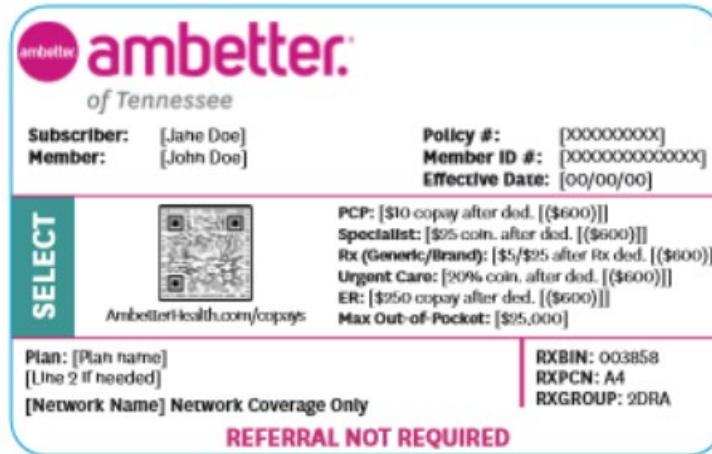 ambetter.
ambetter.
of Tennessee
Subscriber: [Jane Doe]
Member: [John Doe]
Policy #: [XXXXXXXXX]
Member ID #: [XXXXXXXXXXXXX]
Effective Date: [00/00/00]
SELECT
AmbetterHealth.com/copays
PCP: [$10 copay after ded. [($600)]]
Specialist: [$25 coin. after ded. [($600)]]
Rx (Generic/Brand): [$5/$25 after Rx ded. [($600)]
Urgent Care: [20% coin. after ded. [($600)]]
ER: [$250 copay after ded. [($600)]]
Max Out-of-Pocket: [$25,000]
Plan: [Plan name]
[Line 2 if needed]
[Network Name] Network Coverage Only
RXBIN: 003858
RXPCN: A4
RXGROUP: 2DRA
REFERRAL NOT REQUIRED